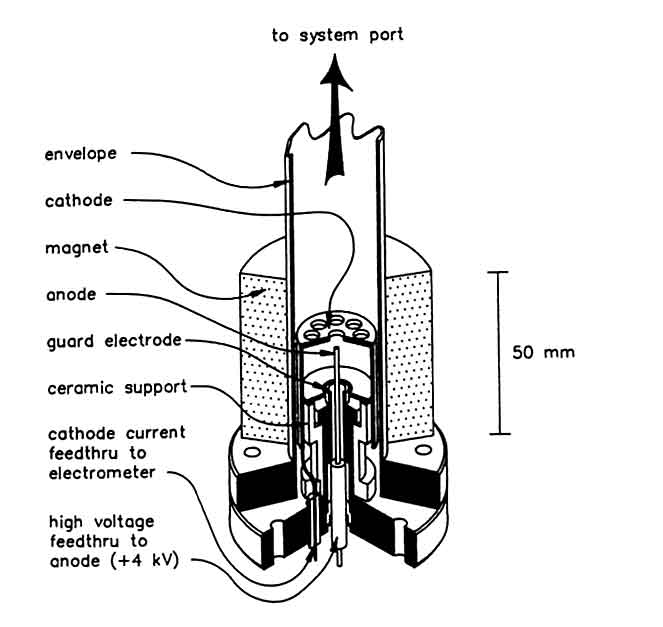 to system port
envelope
cathode
magnet
anode
guard electrode
ceramic support
cathode current
feedthru to
electrometer
high voltage
feedthru to
anode (+4 kV)
50 mm